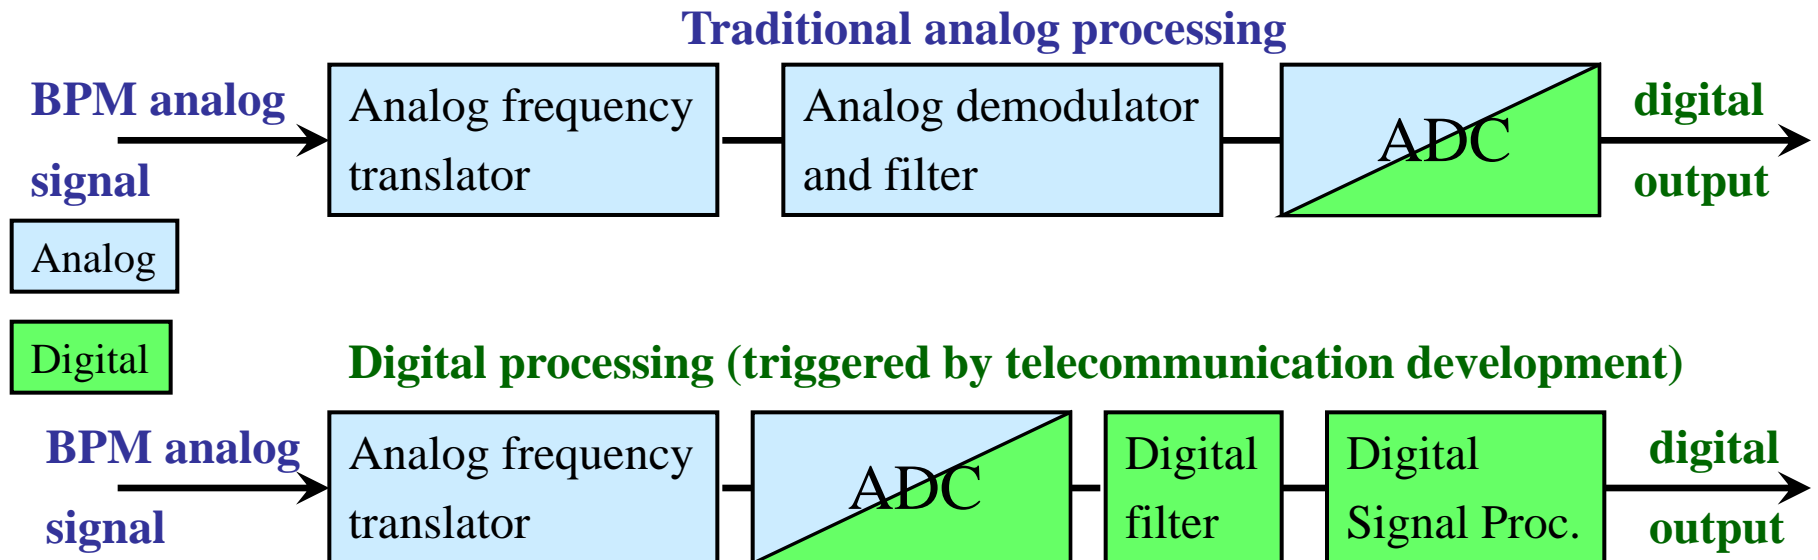 Traditional analog processing
BPM analog
signal
Analog frequency
translator
Analog demodulator
and filter
ADC
digital
output
Analog
Digital
Digital processing (triggered by telecommunication development)
BPM analog
signal
Analog frequency
translator
ADC
Digital
filter
Digital
Signal Proc.
digital
output